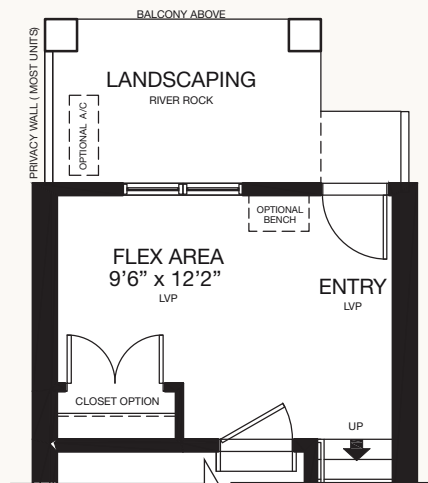 BALCONY ABOVE
PRIVACY WALL ( MOST UNITS)
LANDSCAPING
RIVER ROCK
OPTIONAL A/C
OPTIONAL
BENCH
FLEX AREA
9'6” x 12'2”
LVP
ENTRY
LVP
CLOSET OPTION
UP